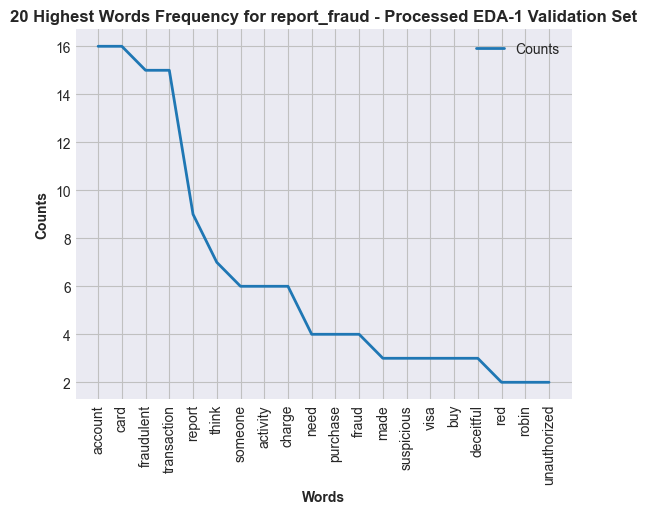 20 Highest Words Frequency for report_fraud - Processed EDA-1 Validation Set
Counts
16
14
12
10
8
6
4
2
Counts
account
card
fraudulent
transaction
report
think
someone
activity
charge
need
purchase
fraud
made
suspicious
visa
buy
deceitful
red
robin
unauthorized
Words